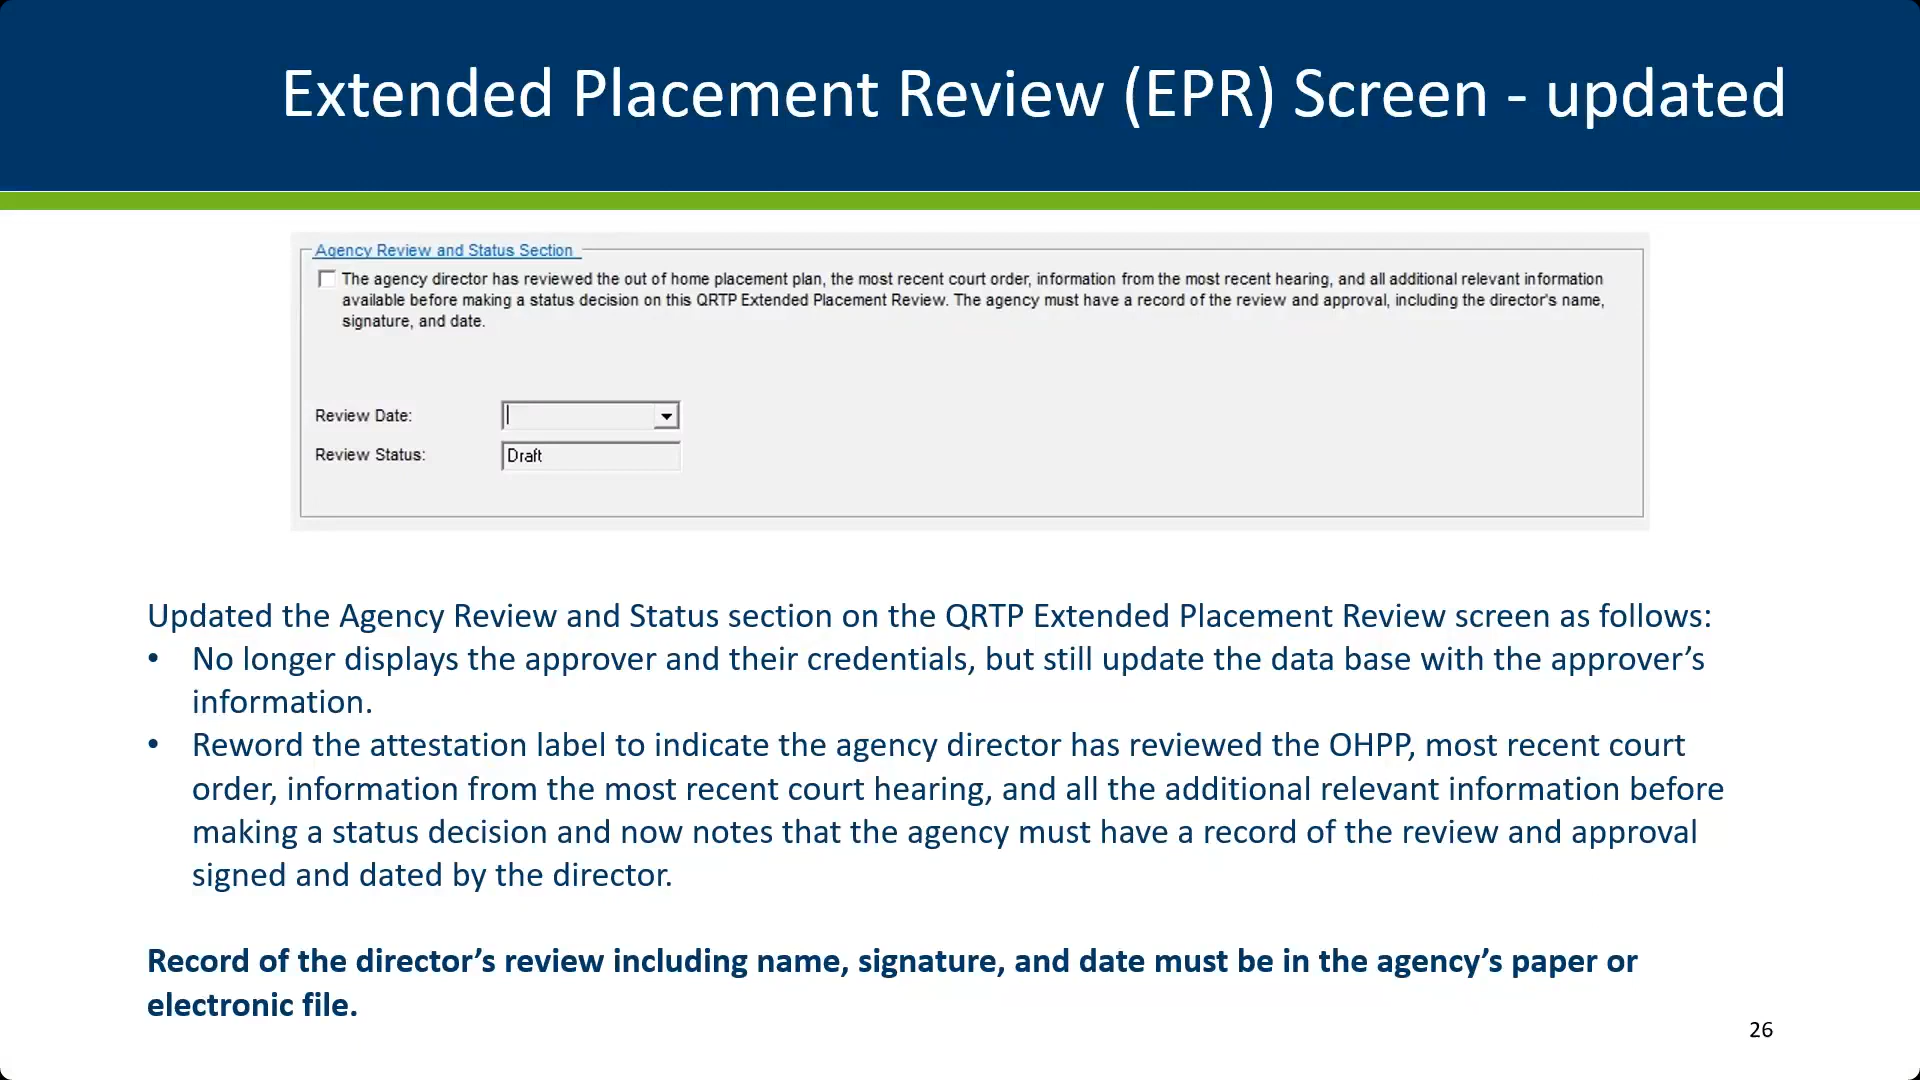 Extended Placement Review (EPR) Screen - updated
Agency Review and Status Section
The agency director has reviewed the out of home placement plan, the most recent court order, information from the most recent hearing, and all additional relevant information
available before making a status decision on this QRTP Extended Placement Review. The agency must have a record of the review and approval, including the director's name,
signature, and date.
Review Date:
Review Status: Draft
Updated the Agency Review and Status section on the QRTP Extended Placement Review screen as follows:
• No longer displays the approver and their credentials, but still update the data base with the approver’s
information.
• Reword the attestation label to indicate the agency director has reviewed the OHPP, most recent court
order, information from the most recent court hearing, and all the additional relevant information before
making a status decision and now notes that the agency must have a record of the review and approval
signed and dated by the director.
Record of the director’s review including name, signature, and date must be in the agency’s paper or
electronic file.
26